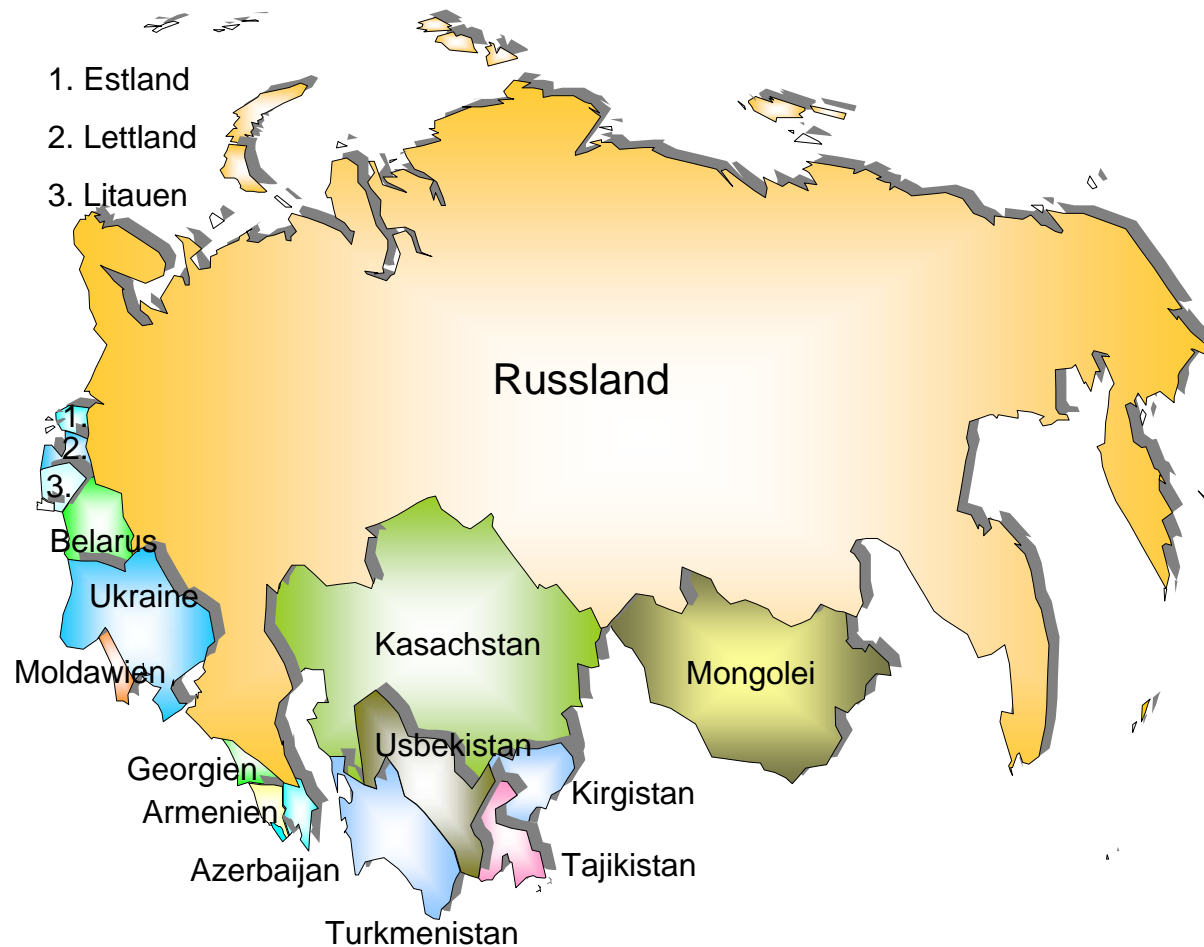 1. Estland
2. Lettland
3. Litauen
Russland
1.
2.
3.
Belarus
Ukraine
Kasachstan
Moldawien
Mongolei
Usbekistan
Georgien
Kirgistan
Armenien
Azerbaijan
Tajikistan
Turkmenistan